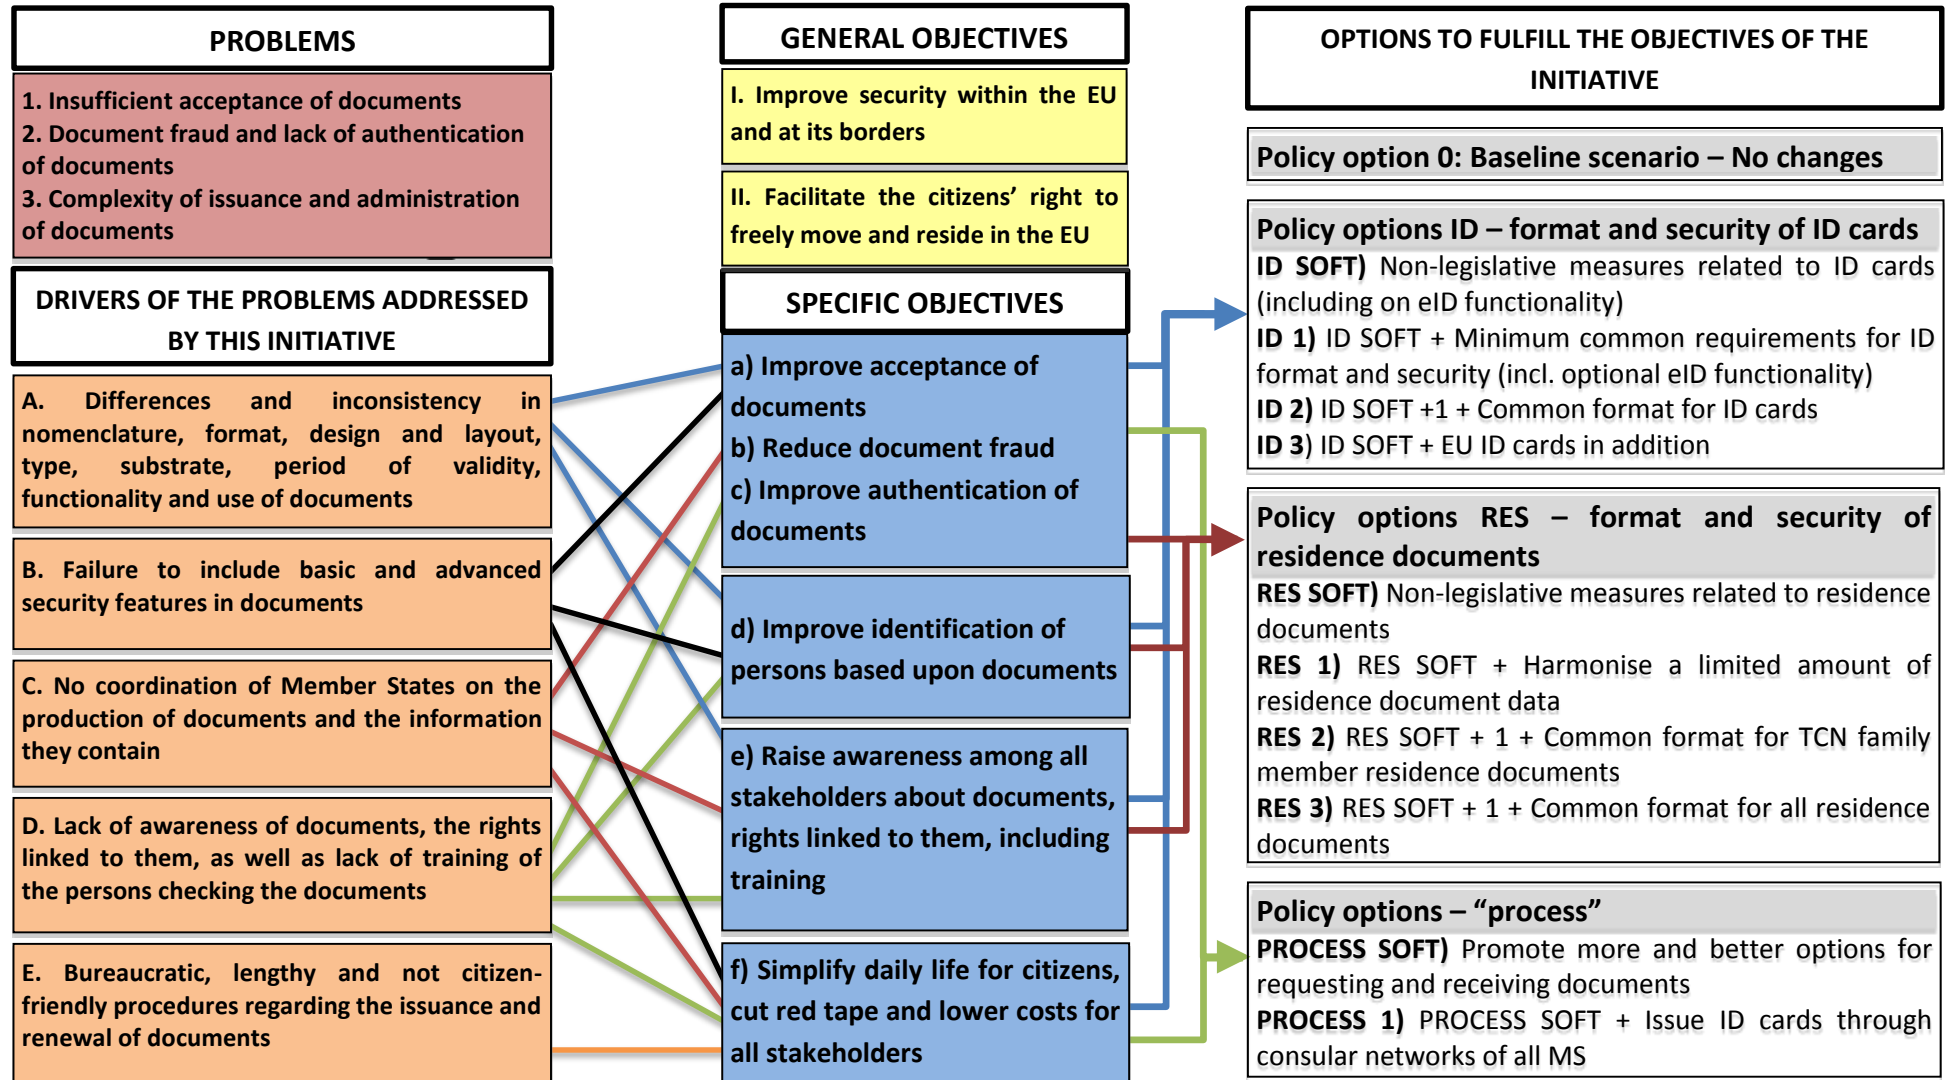 PROBLEMS
1. Insufficient acceptance of documents
2. Document fraud and lack of authentication
of documents
3. Complexity of issuance and administration
of documents
DRIVERS OF THE PROBLEMS ADDRESSED
BY THIS INITIATIVE
A. Differences and inconsistency in
nomenclature, format, design and layout,
type, substrate, period of validity,
functionality and use of documents
B. Failure to include basic and advanced
security features in documents
C. No coordination of Member States on the
production of documents and the information
they contain
D. Lack of awareness of documents, the rights
linked to them, as well as lack of training of
the persons checking the documents
E. Bureaucratic, lengthy and not citizen-
friendly procedures regarding the issuance and
renewal of documents
GENERAL OBJECTIVES
I. Improve security within the EU
and at its borders
II. Facilitate the citizens’ right to
freely move and reside in the EU
SPECIFIC OBJECTIVES
a) Improve acceptance of
documents
b) Reduce document fraud
c) Improve authentication of
documents
d) Improve identification of
persons based upon documents
e) Raise awareness among all
stakeholders about documents,
rights linked to them, including
training
f) Simplify daily life for citizens,
cut red tape and lower costs for
all stakeholders
OPTIONS TO FULFILL THE OBJECTIVES OF THE
INITIATIVE
Policy option 0: Baseline scenario – No changes
Policy options ID – format and security of ID cards
ID SOFT) Non-legislative measures related to ID cards
(including on eID functionality)
ID 1) ID SOFT + Minimum common requirements for ID
format and security (incl. optional eID functionality)
ID 2) ID SOFT +1 + Common format for ID cards
ID 3) ID SOFT + EU ID cards in addition
Policy options RES – format and security of
residence documents
RES SOFT) Non-legislative measures related to residence
documents
RES 1) RES SOFT + Harmonise a limited amount of
residence document data
RES 2) RES SOFT + 1 + Common format for TCN family
member residence documents
RES 3) RES SOFT + 1 + Common format for all residence
documents
Policy options – “process”
PROCESS SOFT) Promote more and better options for
requesting and receiving documents
PROCESS 1) PROCESS SOFT + Issue ID cards through
consular networks of all MS